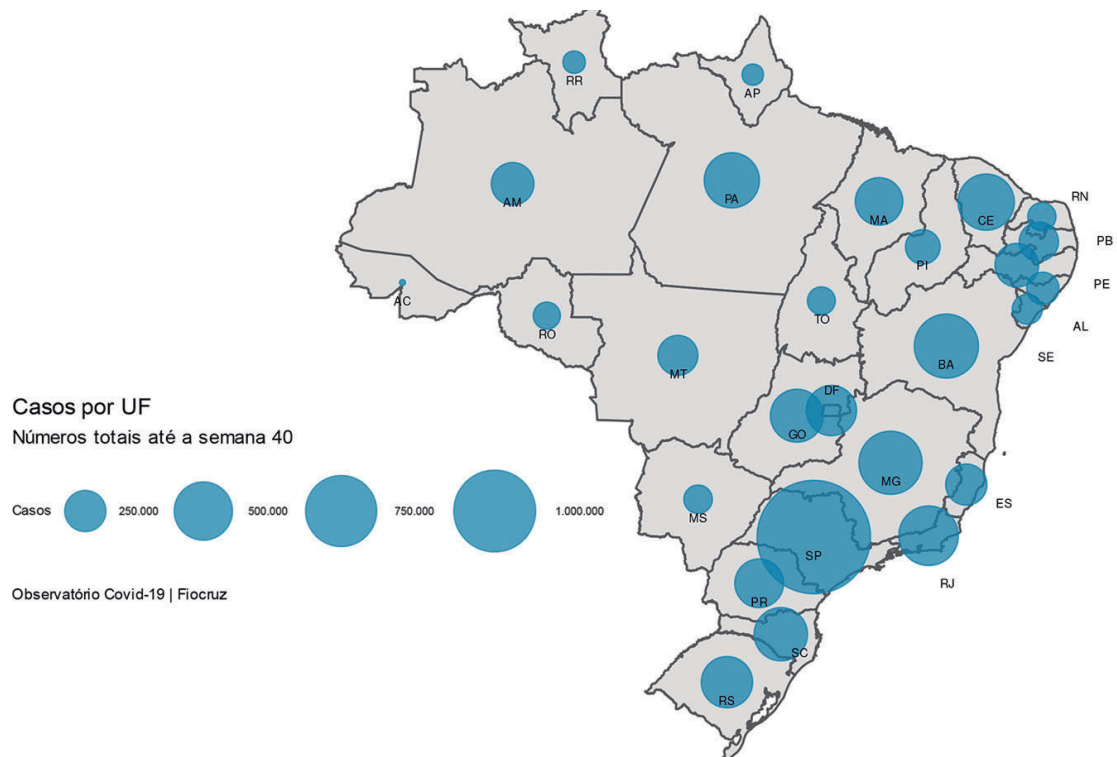 RR
AP
AM
PA
MA
CE
RN
PB
PI
PE
AC
RO
TO
AL
MT
BA
SE
DF
GO
MG
ES
MS
SP
RJ
PR
SC
RS
Casos por UF
Números totais até a semana 40
Casos 250.000 500.000 750.000 1.000.000
Observatório Covid-19 | Fiocruz